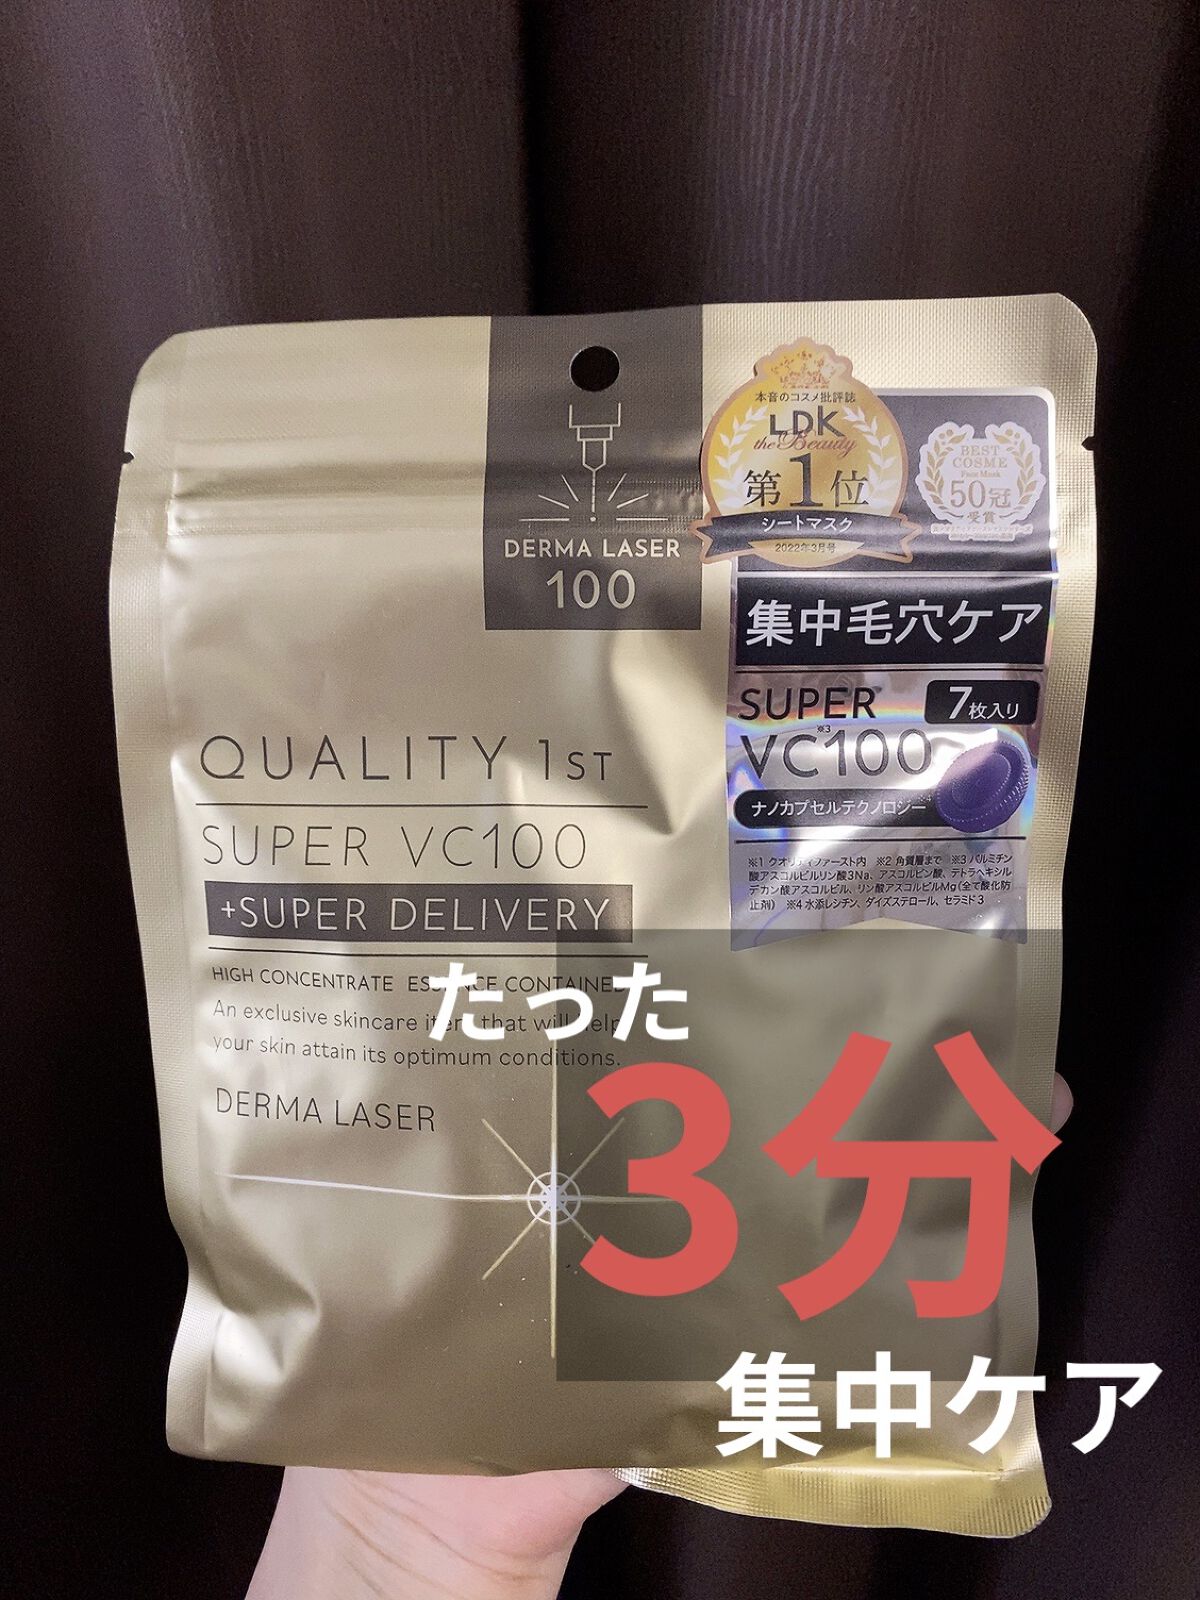 DERMA LASER
100
本音のコスメ批評誌
LDK
the Beauty
第1位
シートマスク
2022年3月号
BEST
COSME
Face Mask
50冠
受賞
集中毛穴ケア
SUPER
7枚入り
※3
VC100
ナノカプセルテクノロジー※4
※1 クオリティファースト内 ※2 角質層まで ※3 パルミチン
酸アスコルビルリン酸3Na、アスコルビン酸、テトラヘキシル
デカン酸アスコルビル、リン酸アスコルビルMg(全て酸化防
止剤) ※4 水添レシチン、ダイズステロール、セラミド3
QUALITY 1ST
SUPER VC100
+SUPER DELIVERY
HIGH CONCENTRATE ESSENCE CONTAINED
An exclusive skincare item that will help
your skin attain its optimum conditions.
DERMA LASER
たった
3分
集中ケア